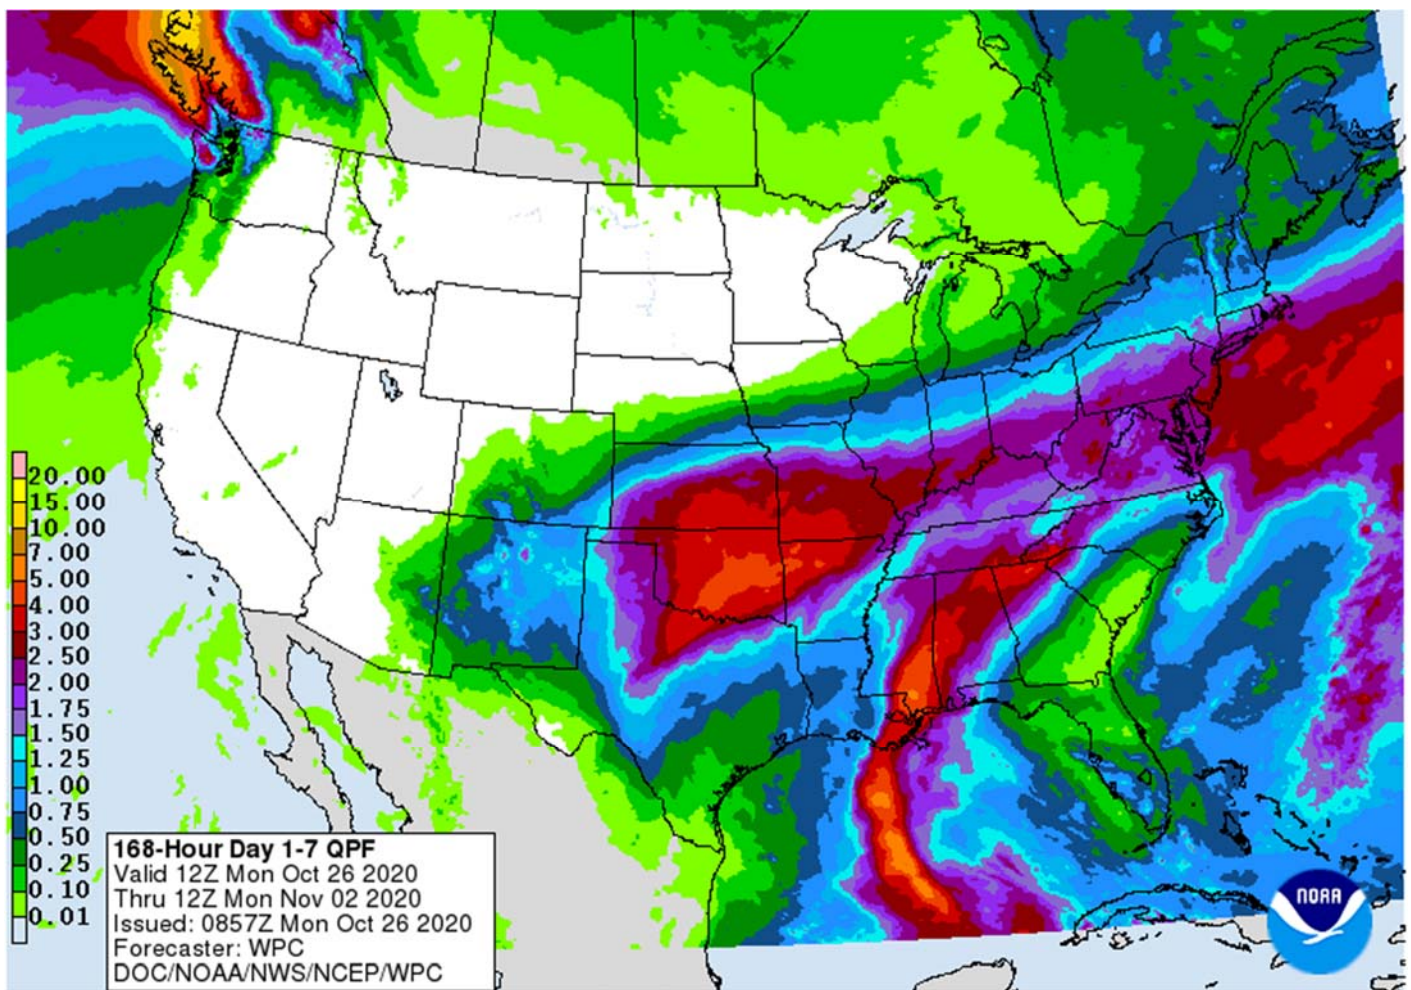 20.00
15.00
10.00
7.00
5.00
4.00
3.00
2.50
2.00
1.75
1.50
1.25
1.00
0.75
0.50
0.25
0.10
0.01
168-Hour Day 1-7 QPF
Valid 12Z Mon Oct 26 2020
Thru 12Z Mon Nov 02 2020
Issued: 0857Z Mon Oct 26 2020
Forecaster: WPC
DOC/NOAA/NWS/NCEP/WPC
NOAA